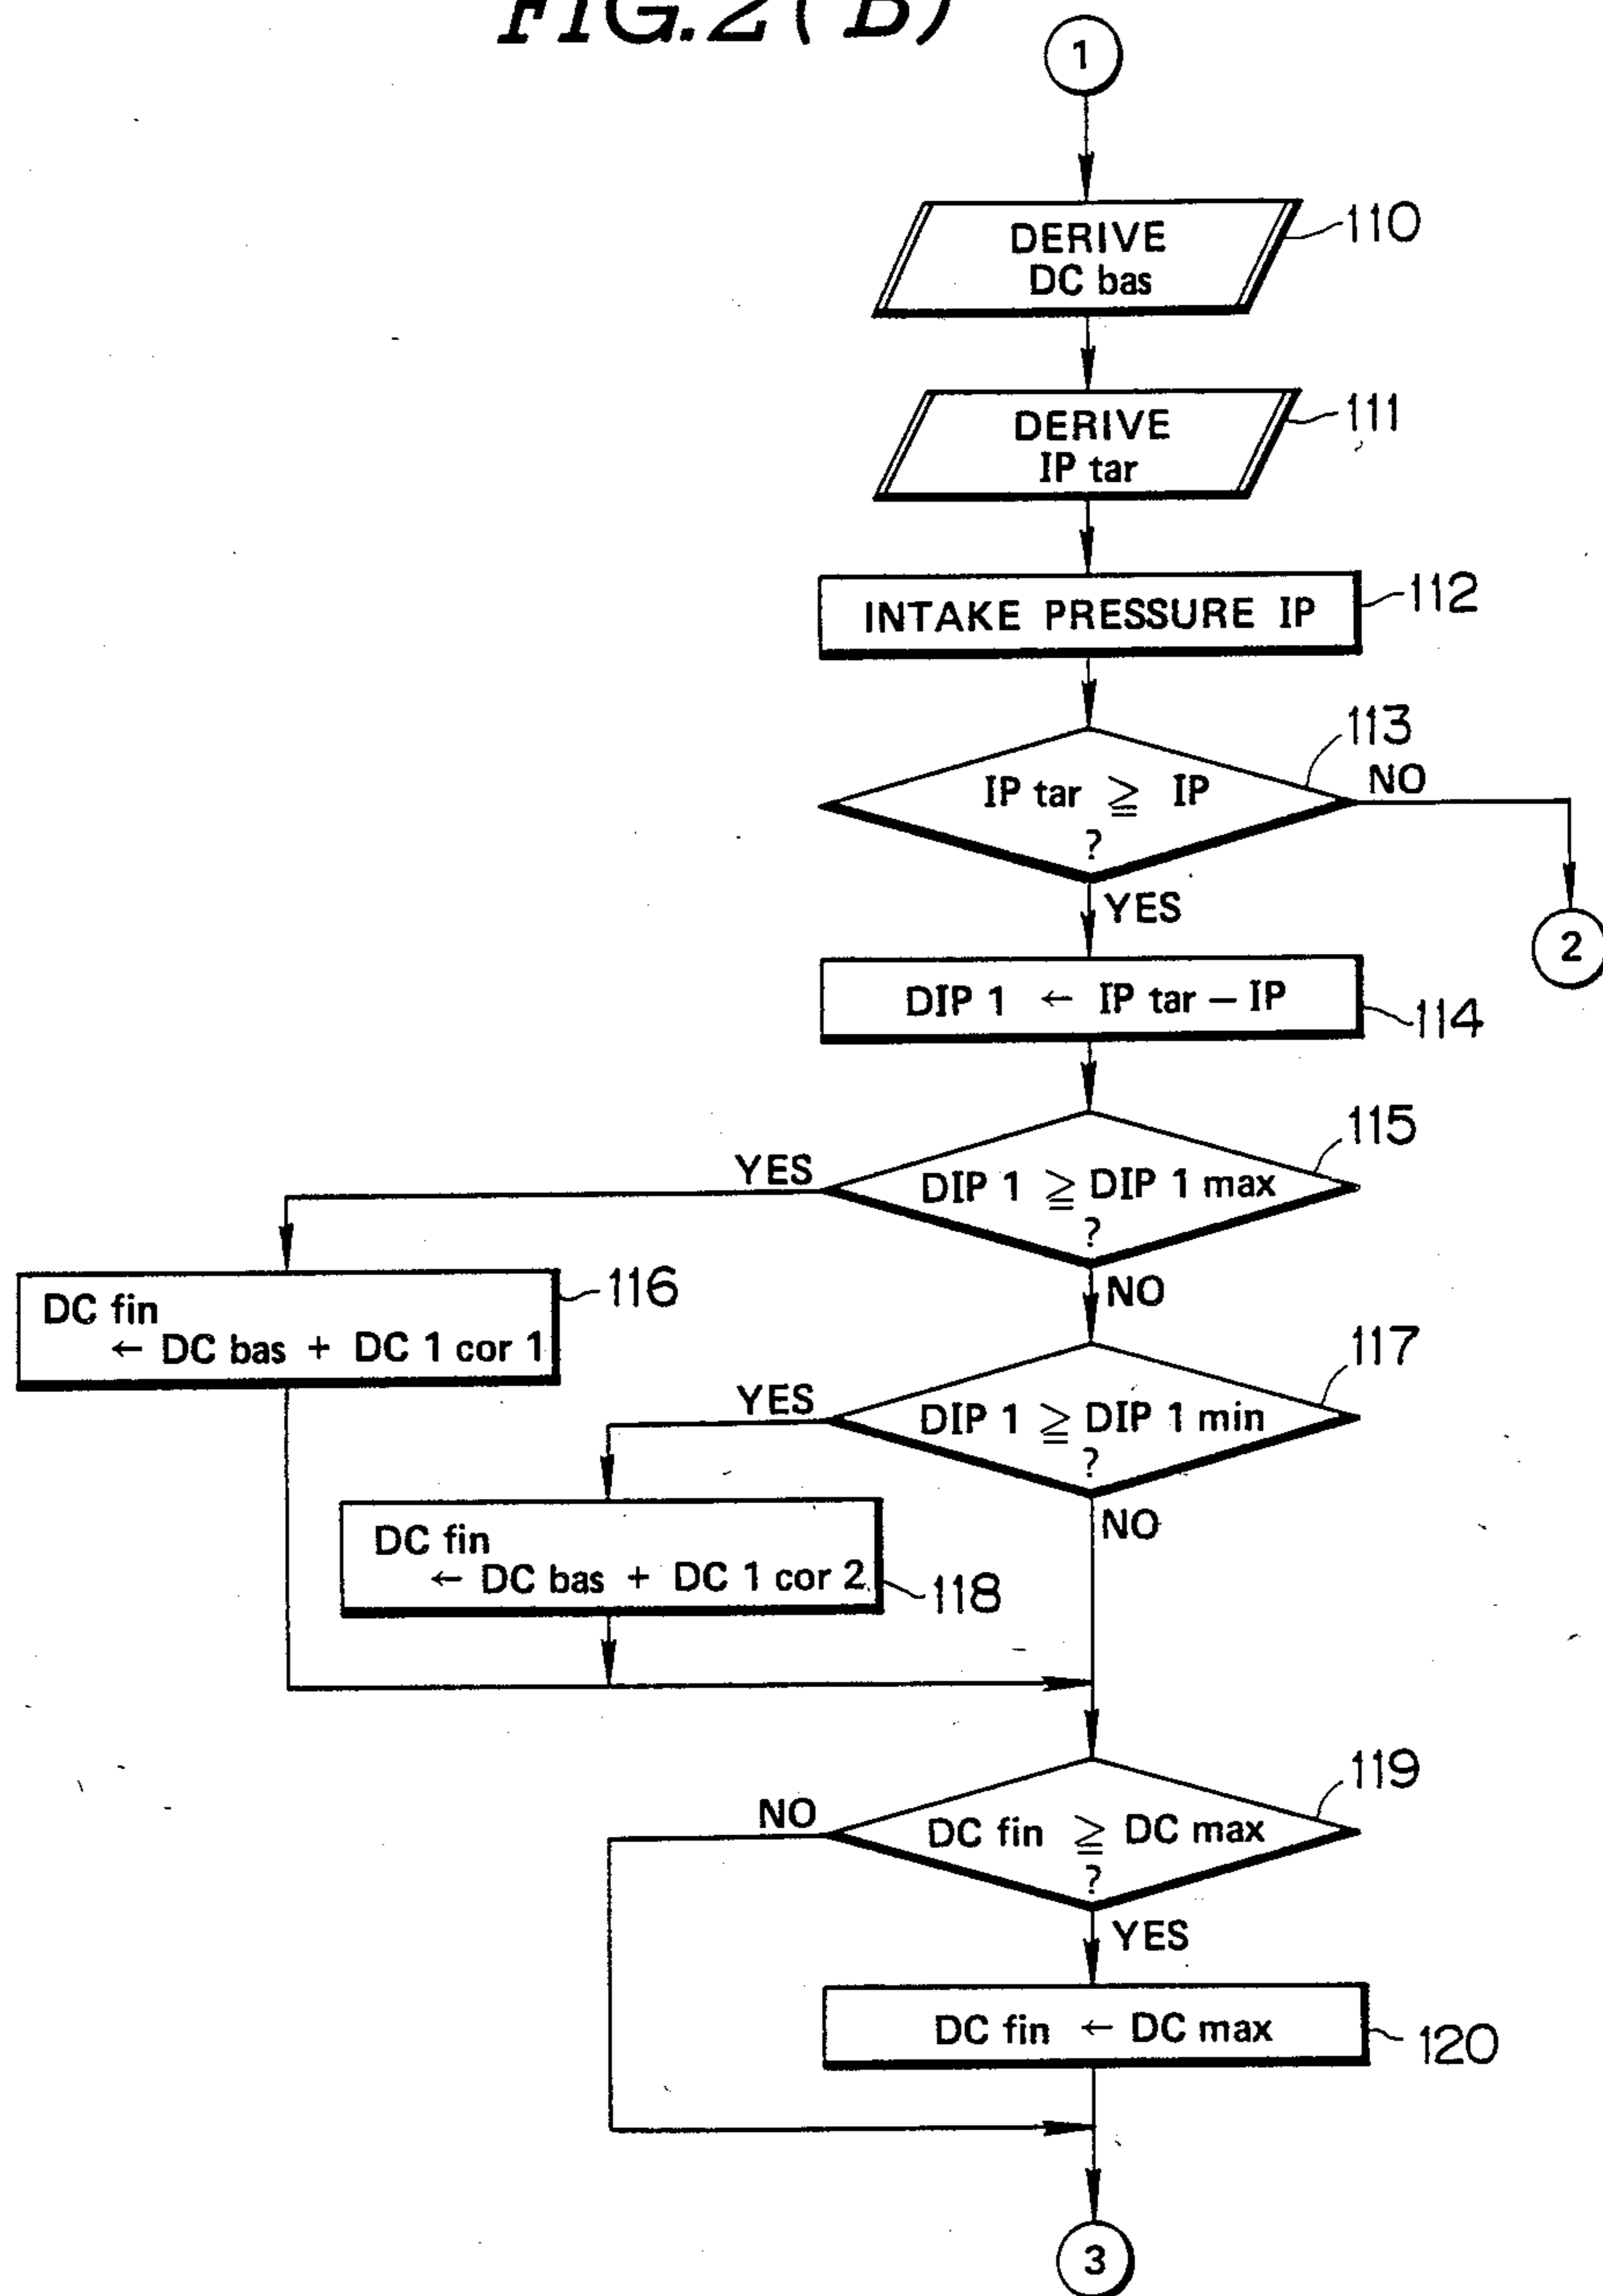 FIG.2(B)
1
DERIVE
DC bas
110
DERIVE
IP tar
111
INTAKE PRESSURE IP
112
113
IP tar ≧ IP
?
NO
YES
2
DIP 1 ← IP tar – IP
114
115
YES
DIP 1 ≧ DIP 1 max
?
NO
DC fin
← DC bas + DC 1 cor 1
116
117
YES
DIP 1 ≧ DIP 1 min
?
NO
DC fin
← DC bas + DC 1 cor 2
118
119
NO
DC fin ≧ DC max
?
YES
DC fin ← DC max
120
3